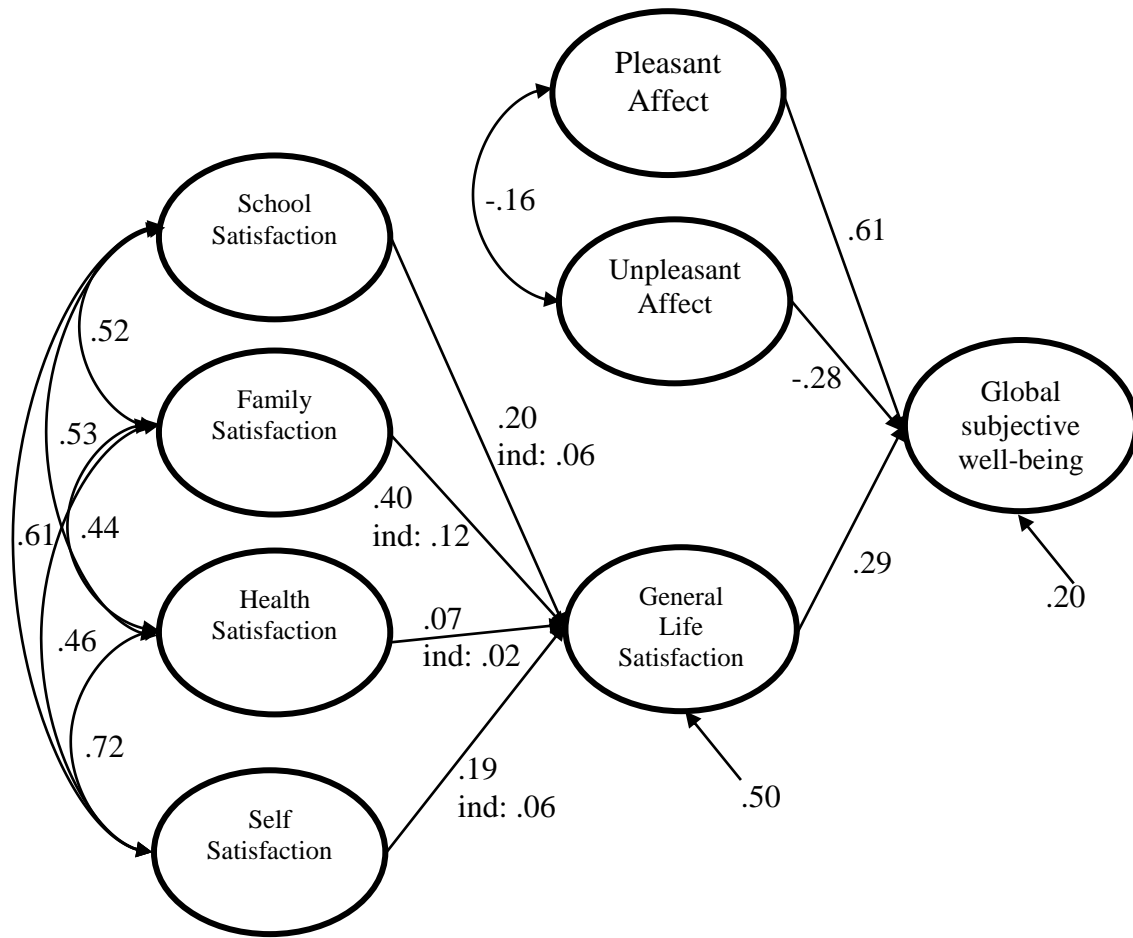 Pleasant
Affect
-.16
School
Satisfaction
.61
Unpleasant
Affect
.52
-.28
Family
Satisfaction
.20
ind: .06
Global
subjective
well-being
.53
.40
ind: .12
.61
.44
Health
Satisfaction
.07
ind: .02
General
Life
Satisfaction
.29
.20
.46
.72
.19
ind: .06
.50
Self
Satisfaction